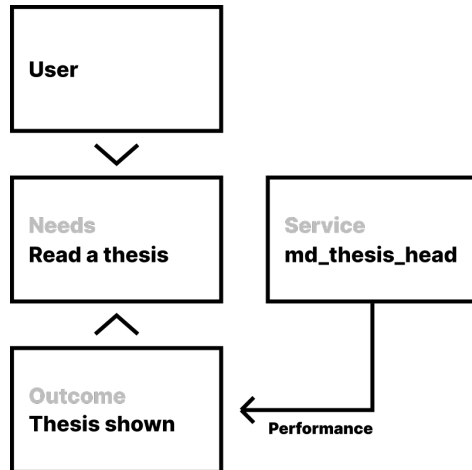 User
Needs
Read a thesis
Service
md_thesis_head
Outcome
Thesis shown
Performance